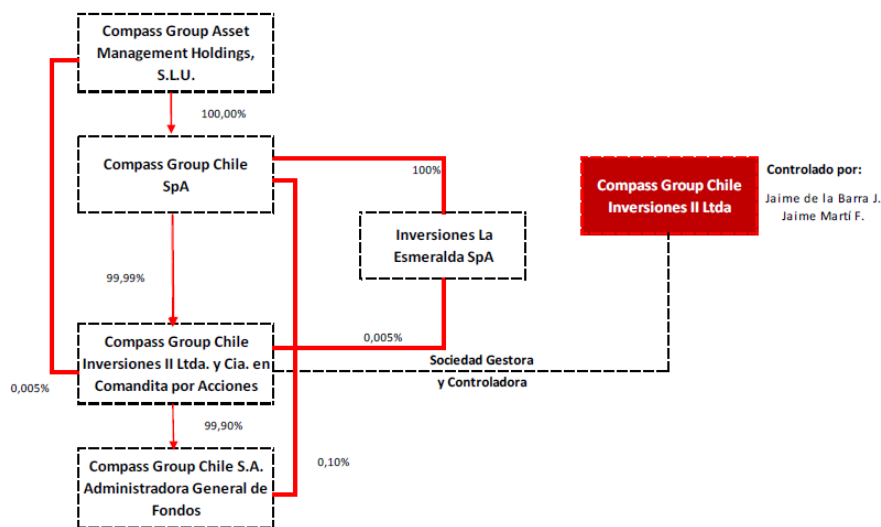 Compass Group Asset
Management Holdings,
S.L.U.
100,00%
Compass Group Chile
SpA
100%
Compass Group Chile
Inversiones II Ltda
Controlado por:
Jaime de la Barra J.
Jaime Martí F.
Inversiones La
Esmeralda SpA
99,99%
0,005%
Compass Group Chile
Inversiones II Ltda. y Cia. en
Comandita por Acciones
Sociedad Gestora
y Controladora
0,005%
99,90%
Compass Group Chile S.A.
Administradora General de
Fondos
0,10%